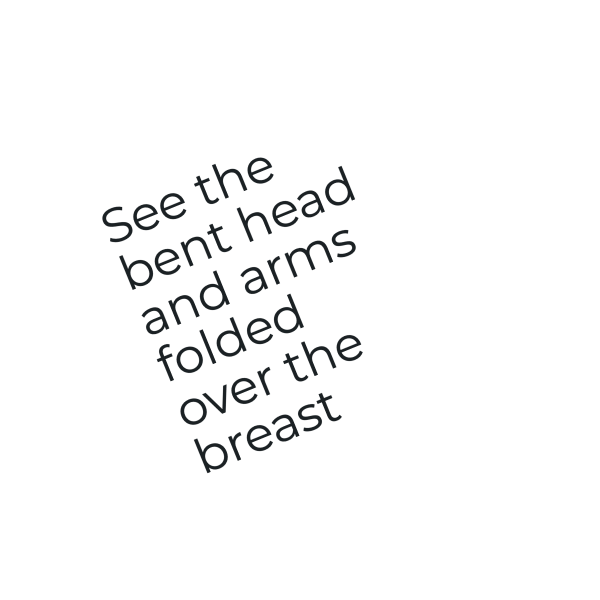 See the
bent head
and arms
folded
over the
breast